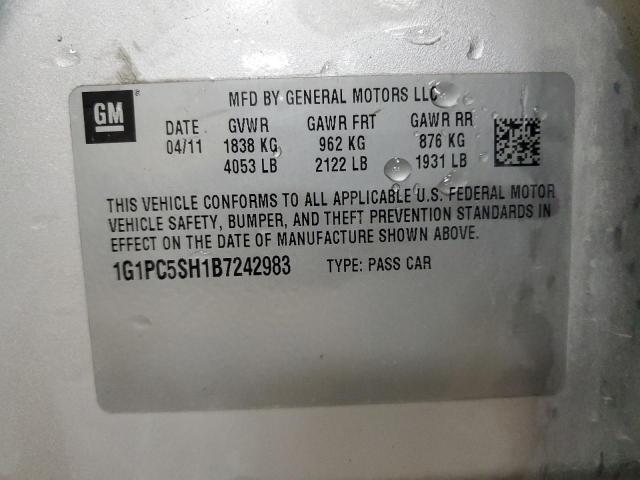 GM®
MFD BY GENERAL MOTORS LLC
DATE GVWR GAWR FRT GAWR RR
04/11 1838 KG 962 KG 876 KG
4053 LB 2122 LB 1931 LB
THIS VEHICLE CONFORMS TO ALL APPLICABLE U.S. FEDERAL MOTOR
VEHICLE SAFETY, BUMPER, AND THEFT PREVENTION STANDARDS IN
EFFECT ON THE DATE OF MANUFACTURE SHOWN ABOVE.
1G1PC5SH1B7242983 TYPE: PASS CAR